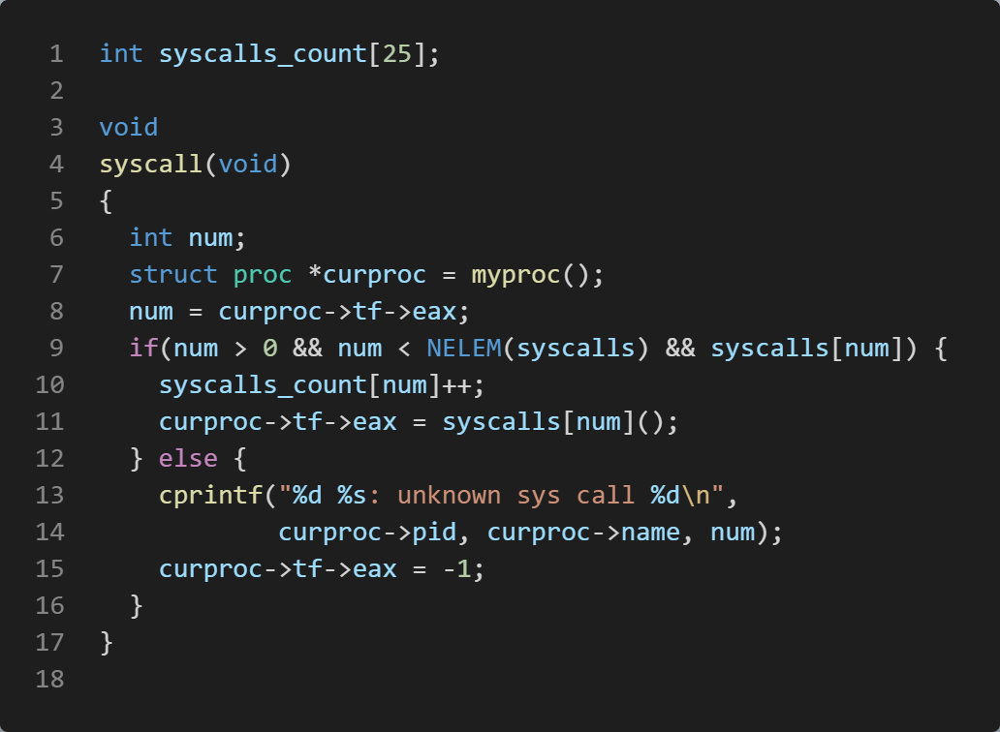 1 int syscalls_count[25];
2
3 void
4 syscall(void)
5 {
6   int num;
7   struct proc *curproc = myproc();
8   num = curproc->tf->eax;
9   if(num > 0 && num < NELEM(syscalls) && syscalls[num]) {
10     syscalls_count[num]++;
11     curproc->tf->eax = syscalls[num]();
12   } else {
13     cprintf("%d %s: unknown sys call %d\n",
14             curproc->pid, curproc->name, num);
15     curproc->tf->eax = -1;
16   }
17 }
18